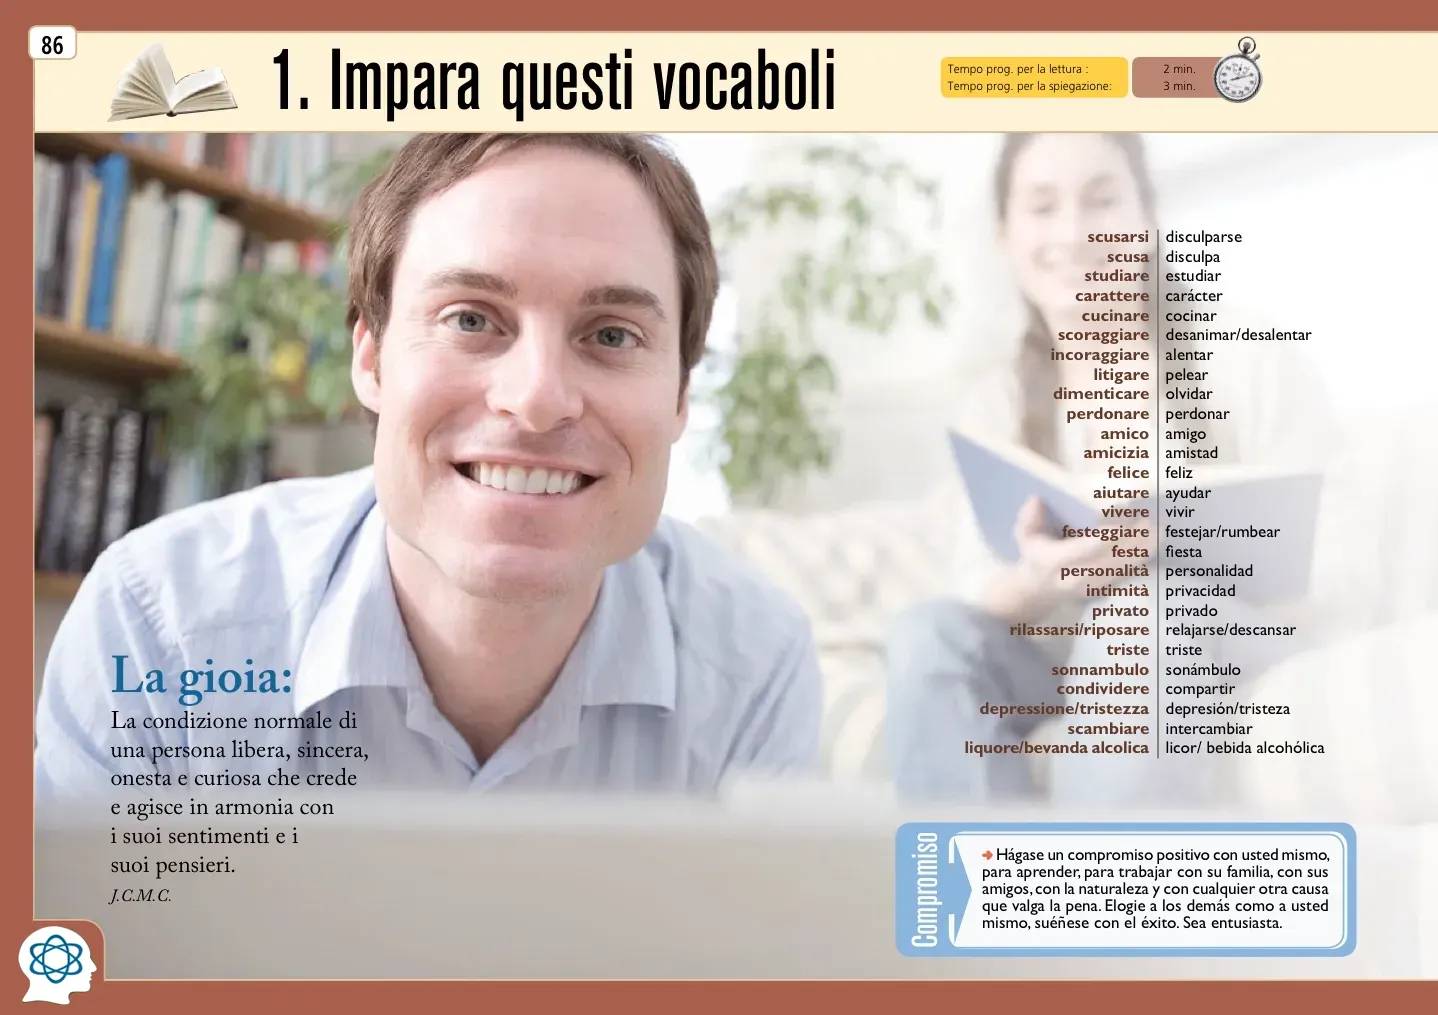 86
1. Impara questi vocaboli
Tempo prog. per la lettura : 2 min.
Tempo prog. per la spiegazione: 3 min.
scusarsi disculparse
scusa disculpa
studiare estudiar
carattere carácter
cucinare cocinar
scoraggiare desanimar/desalentar
incoraggiare alentar
litigare pelear
dimenticare olvidar
perdonare perdonar
amico amigo
amicizia amistad
felice feliz
aiutare ayudar
vivere vivir
festeggiare festejar/rumbear
festa fiesta
personalità personalidad
intimità privacidad
privato privado
rilassarsi/riposare relajarse/descansar
triste triste
sonnambulo sonámbulo
condividere compartir
depressione/tristezza depresión/tristeza
scambiare intercambiar
liquore/bevanda alcolica licor/ bebida alcohólica
La gioia:
La condizione normale di
una persona libera, sincera,
onesta e curiosa che crede
e agisce in armonia con
i suoi sentimenti e i
suoi pensieri.
J.C.M.C.
Compromiso
➜ Hágase un compromiso positivo con usted mismo,
para aprender, para trabajar con su familia, con sus
amigos, con la naturaleza y con cualquier otra causa
que valga la pena. Elogie a los demás como a usted
mismo, suéñese con el éxito. Sea entusiasta.